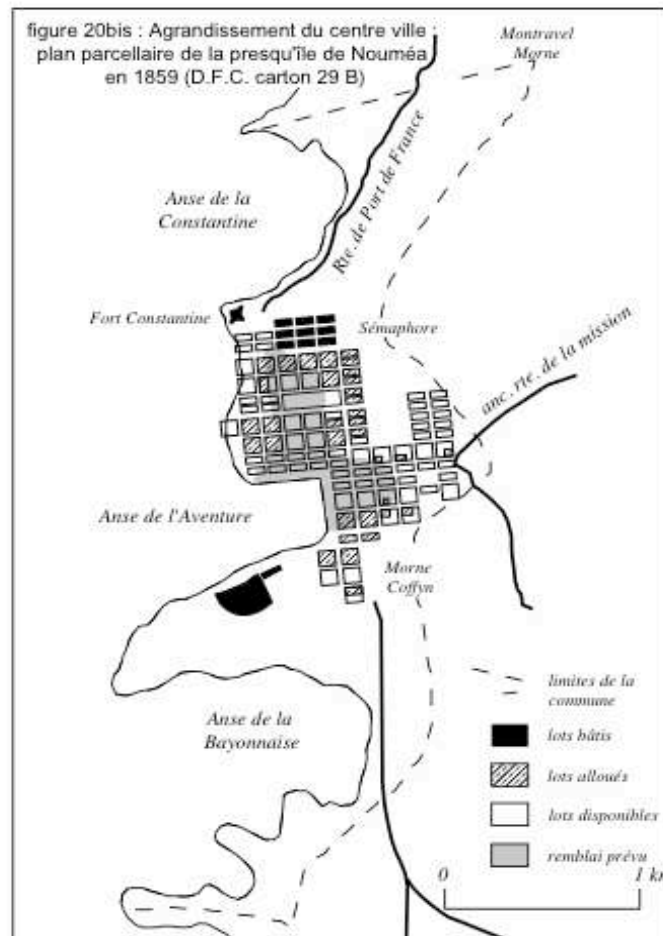 figure 20bis : Agrandissement du centre ville :
plan parcellaire de la presqu'île de Nouméa
en 1859 (D.F.C. carton 29 B)
Montravel
Morne
Anse de la
Constantine
Rte. de Port de France
Fort Constantine
Sémaphore
anc. rte. de la mission
Anse de l'Aventure
Morne
Coffyn
Anse de la
Bayonnaise
limites de la
commune
lots bâtis
lots alloués
lots disponibles
remblai prévu
0
1 km